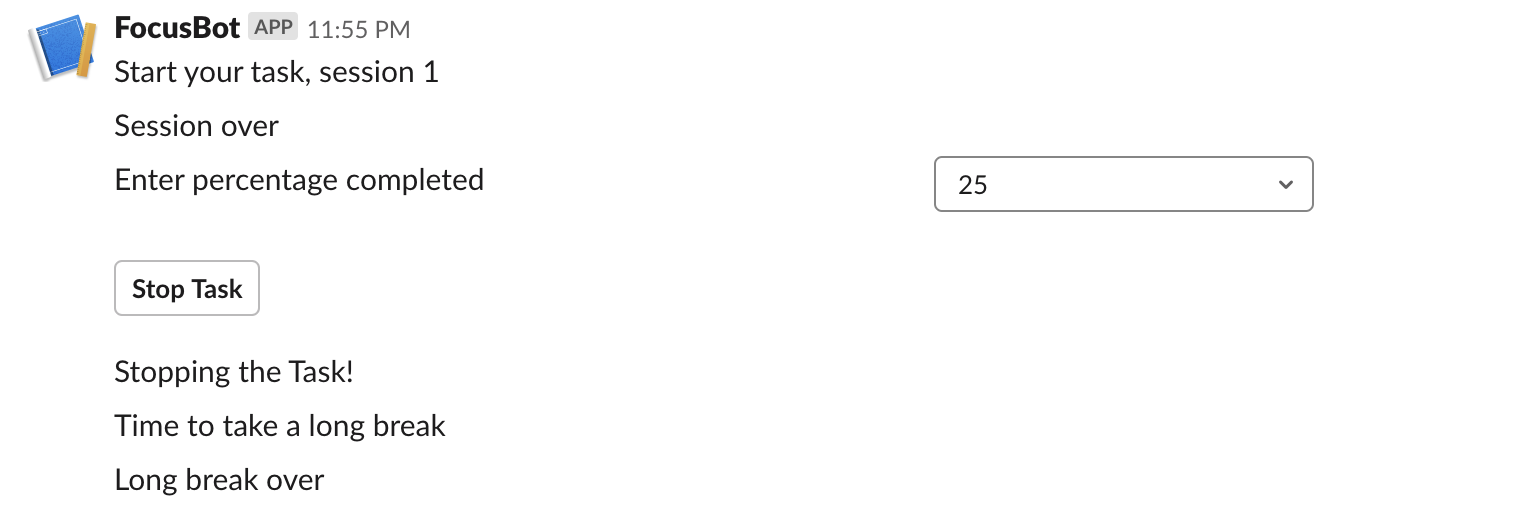 FocusBot APP 11:55 PM
Start your task, session 1
Session over
Enter percentage completed 25
Stop Task
Stopping the Task!
Time to take a long break
Long break over